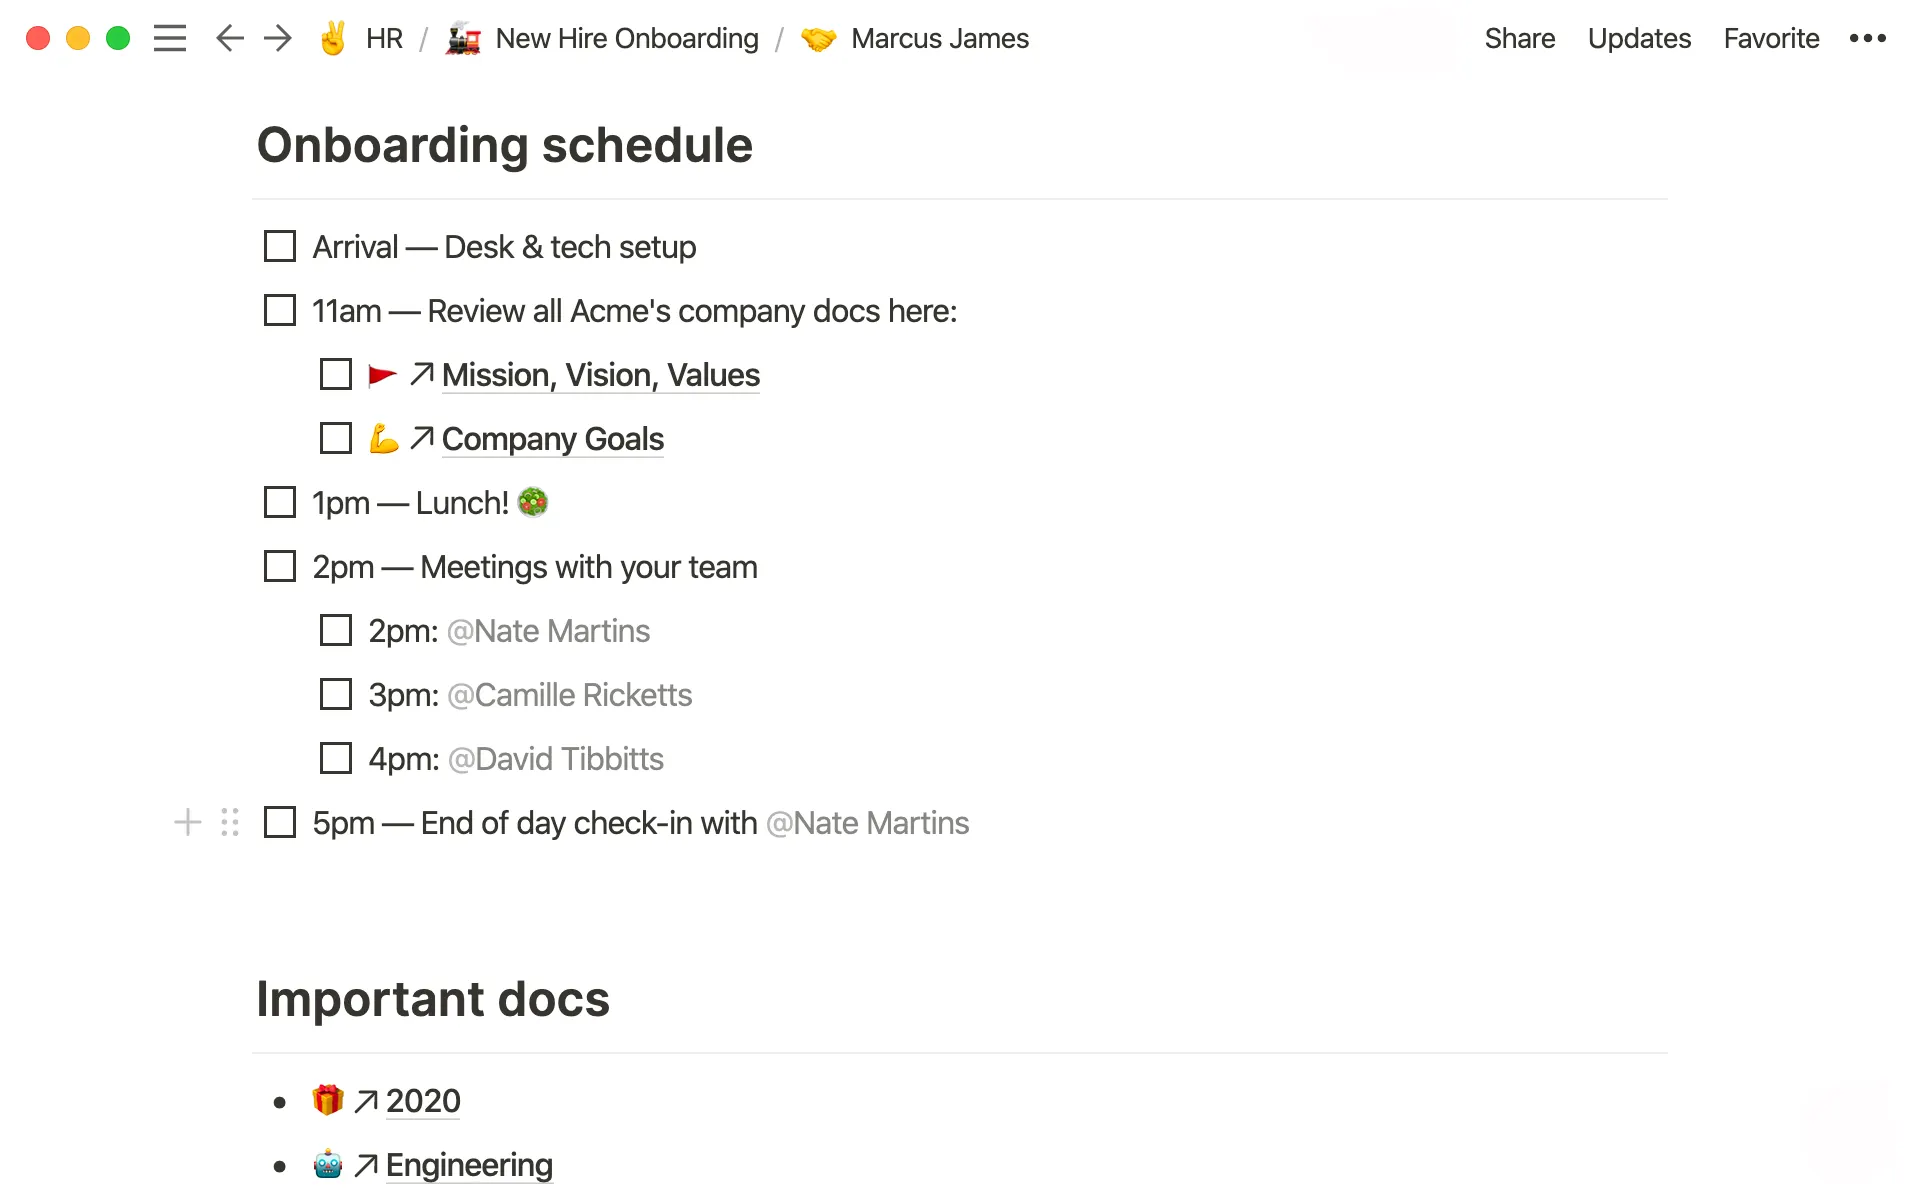 HR / New Hire Onboarding / Marcus James
Share Updates Favorite
Onboarding schedule
Arrival — Desk & tech setup
11am — Review all Acme's company docs here:
Mission, Vision, Values
Company Goals
1pm — Lunch!
2pm — Meetings with your team
2pm: @Nate Martins
3pm: @Camille Ricketts
4pm: @David Tibbitts
5pm — End of day check-in with @Nate Martins
Important docs
2020
Engineering